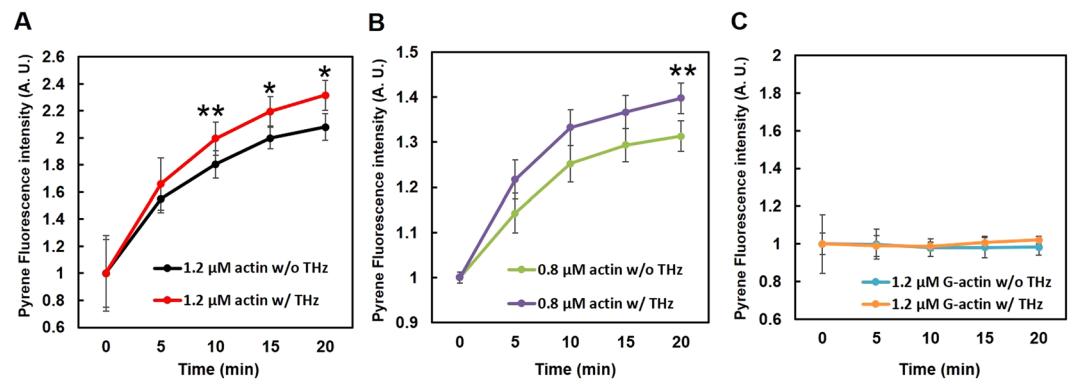 A
Pyrene Fluorescence intensity (A. U.)
2.6
2.4
2.2
2
1.8
1.6
1.4
1.2
1
0.8
0.6
*
*
**
1.2 μM actin w/o THz
1.2 μM actin w/ THz
0 5 10 15 20
Time (min)
B
Pyrene Fluorescence intensity (A. U.)
1.5
1.4
1.3
1.2
1.1
1
0.9
**
0.8 μM actin w/o THz
0.8 μM actin w/ THz
0 5 10 15 20
Time (min)
C
Pyrene Fluorescence intensity (A. U.)
2
1.8
1.6
1.4
1.2
1
0.8
0.6
1.2 μM G-actin w/o THz
1.2 μM G-actin w/ THz
0 5 10 15 20
Time (min)